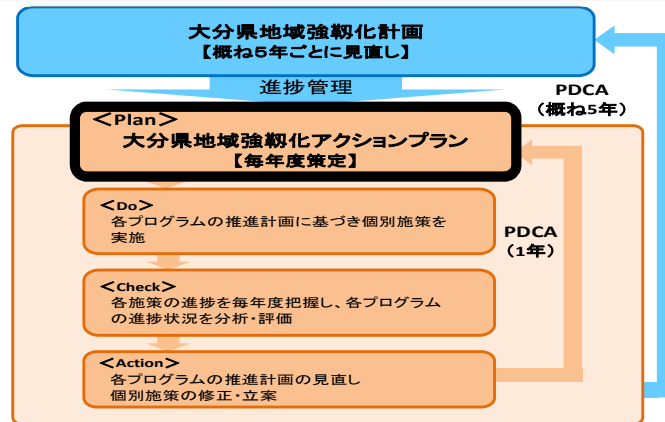 大分県地域強靱化計画
【概ね5年ごとに見直し】
進捗管理
PDCA
(概ね5年)
＜Plan＞
大分県地域強靱化アクションプラン
【毎年度策定】
＜Do＞
各プログラムの推進計画に基づき個別施策を
実施
PDCA
(1年)
＜Check＞
各施策の進捗を毎年度把握し、各プログラム
の進捗状況を分析・評価
＜Action＞
各プログラムの推進計画の見直し
個別施策の修正・立案